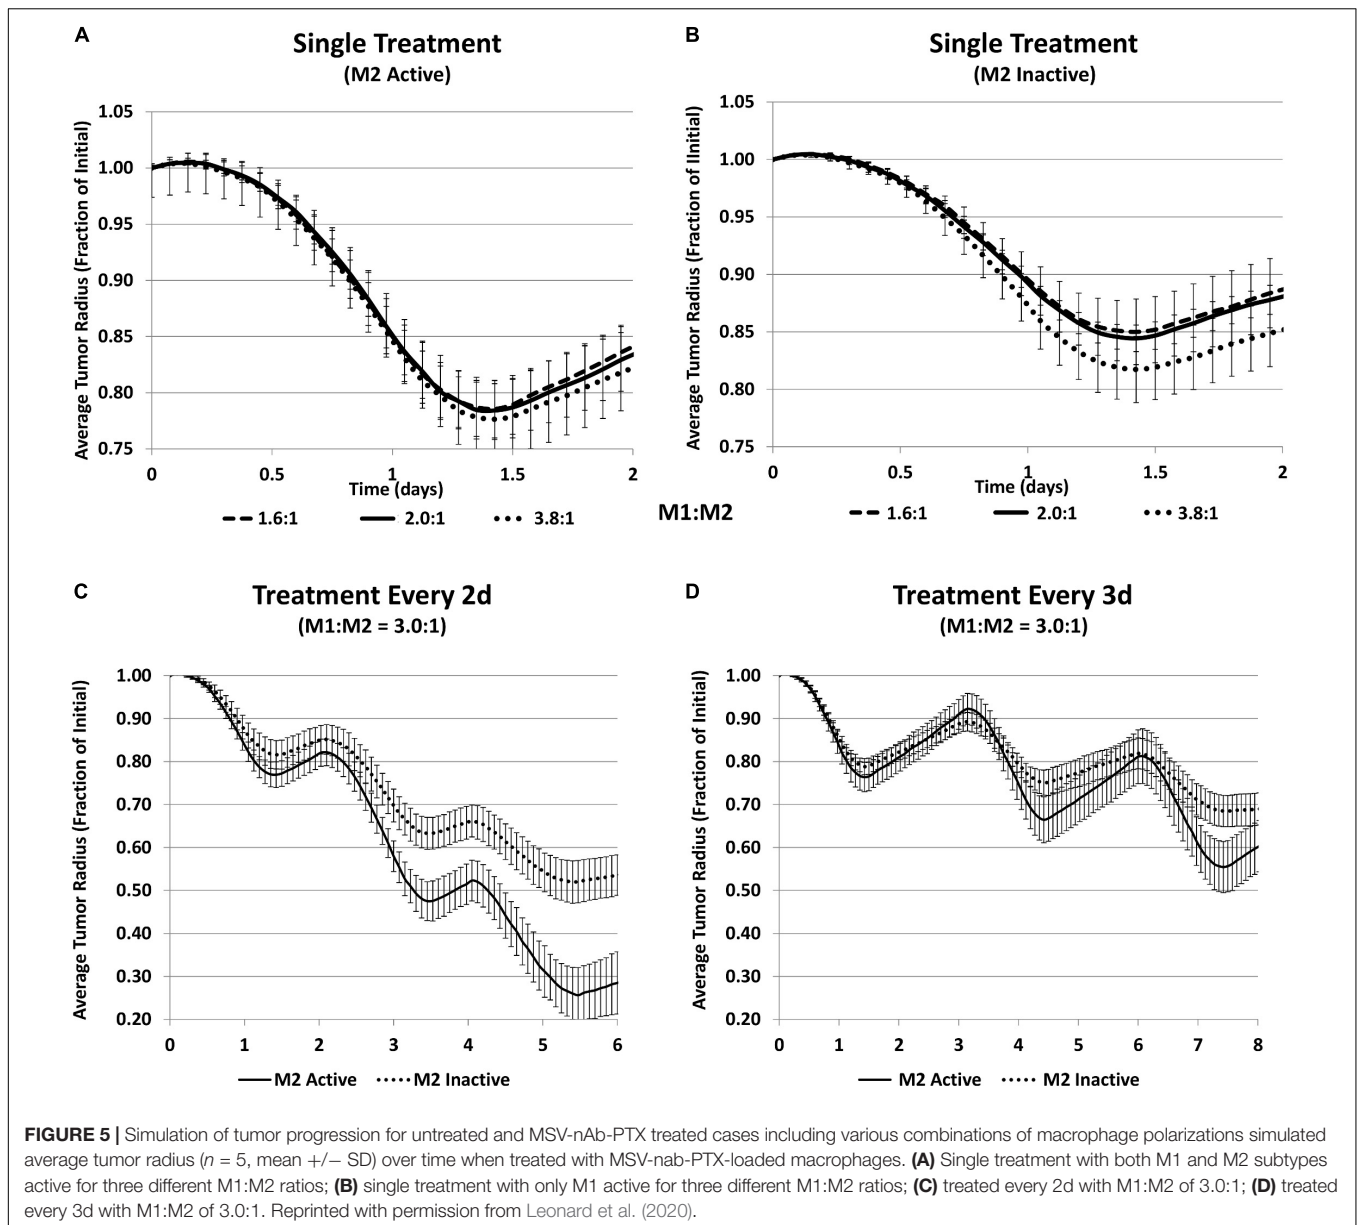 A
Single Treatment
(M2 Active)
Average Tumor Radius (Fraction of Initial)
1.05
1.00
0.95
0.90
0.85
0.80
0.75
0 0.5 1 1.5 2
Time (days)
1.6:1 2.0:1 3.8:1
B
Single Treatment
(M2 Inactive)
Average Tumor Radius (Fraction of IInitial)
1.05
1.00
0.95
0.90
0.85
0.80
0.75
0 0.5 1 1.5 2
Time (days)
M1:M2
1.6:1 2.0:1 3.8:1
C
Treatment Every 2d
(M1:M2 = 3.0:1)
Average Tumor Radius (Fraction of Initial)
1.00
0.90
0.80
0.70
0.60
0.50
0.40
0.30
0.20
0 1 2 3 4 5 6
M2 Active M2 Inactive
D
Treatment Every 3d
(M1:M2 = 3.0:1)
Average Tumor Radius (Fraction of Initial)
1.00
0.90
0.80
0.70
0.60
0.50
0.40
0.30
0.20
0 1 2 3 4 5 6 7 8
M2 Active M2 Inactive
FIGURE 5 | Simulation of tumor progression for untreated and MSV-nAb-PTX treated cases including various combinations of macrophage polarizations simulated
average tumor radius (n = 5, mean +/− SD) over time when treated with MSV-nab-PTX-loaded macrophages. (A) Single treatment with both M1 and M2 subtypes
active for three different M1:M2 ratios; (B) single treatment with only M1 active for three different M1:M2 ratios; (C) treated every 2d with M1:M2 of 3.0:1; (D) treated
every 3d with M1:M2 of 3.0:1. Reprinted with permission from Leonard et al. (2020).